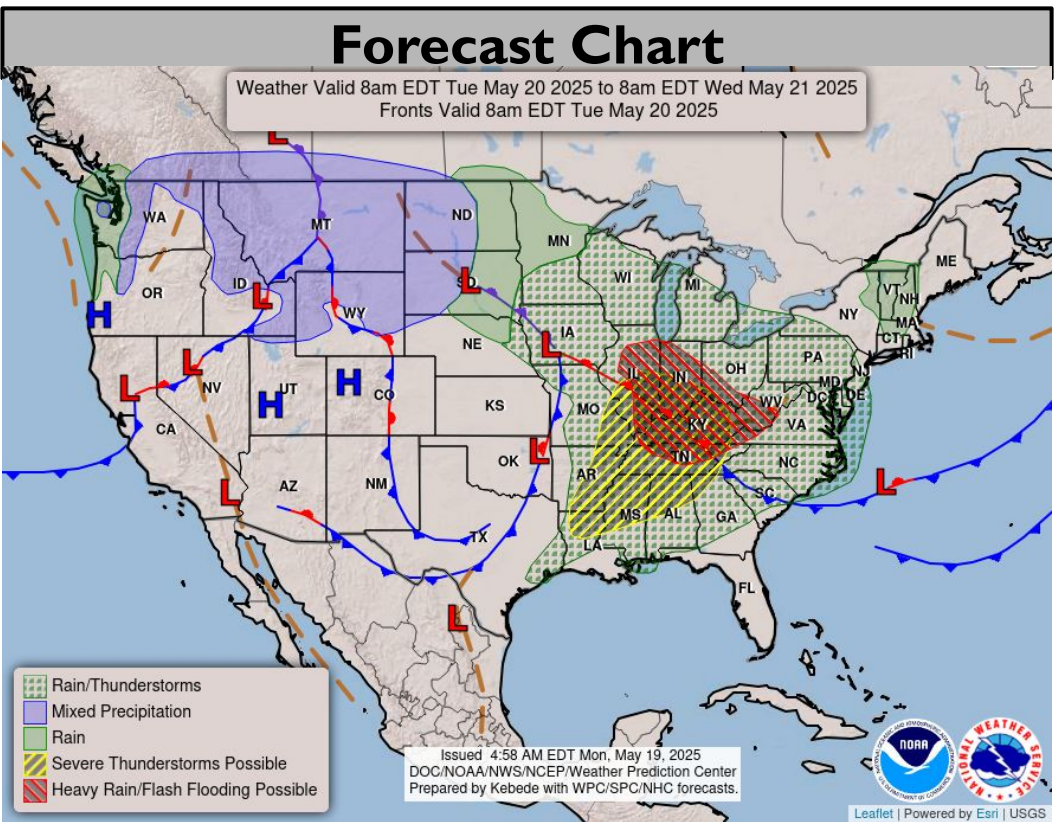 Forecast Chart
Weather Valid 8am EDT Tue May 20 2025 to 8am EDT Wed May 21 2025
Fronts Valid 8am EDT Tue May 20 2025
L
WA
MT
ND
MN
ME
OR
ID
L
SD
L
WI
MI
VT
NH
H
WY
NY
MA
IA
L
NE
CT
RI
L
NV
UT
H
CO
H
L
CA
KS
MO
IL
IN
OH
PA
NJ
MD
DE
DC
WV
VA
KY
OK
L
AR
TN
NC
L
AZ
NM
SC
L
MS
AL
GA
TX
LA
FL
L
Rain/Thunderstorms
Mixed Precipitation
Rain
Severe Thunderstorms Possible
Heavy Rain/Flash Flooding Possible
Issued 4:58 AM EDT Mon, May 19, 2025
DOC/NOAA/NWS/NCEP/Weather Prediction Center
Prepared by Kebede with WPC/SPC/NHC forecasts.
NOAA
NATIONAL WEATHER SERVICE
Leaflet | Powered by Esri | USGS